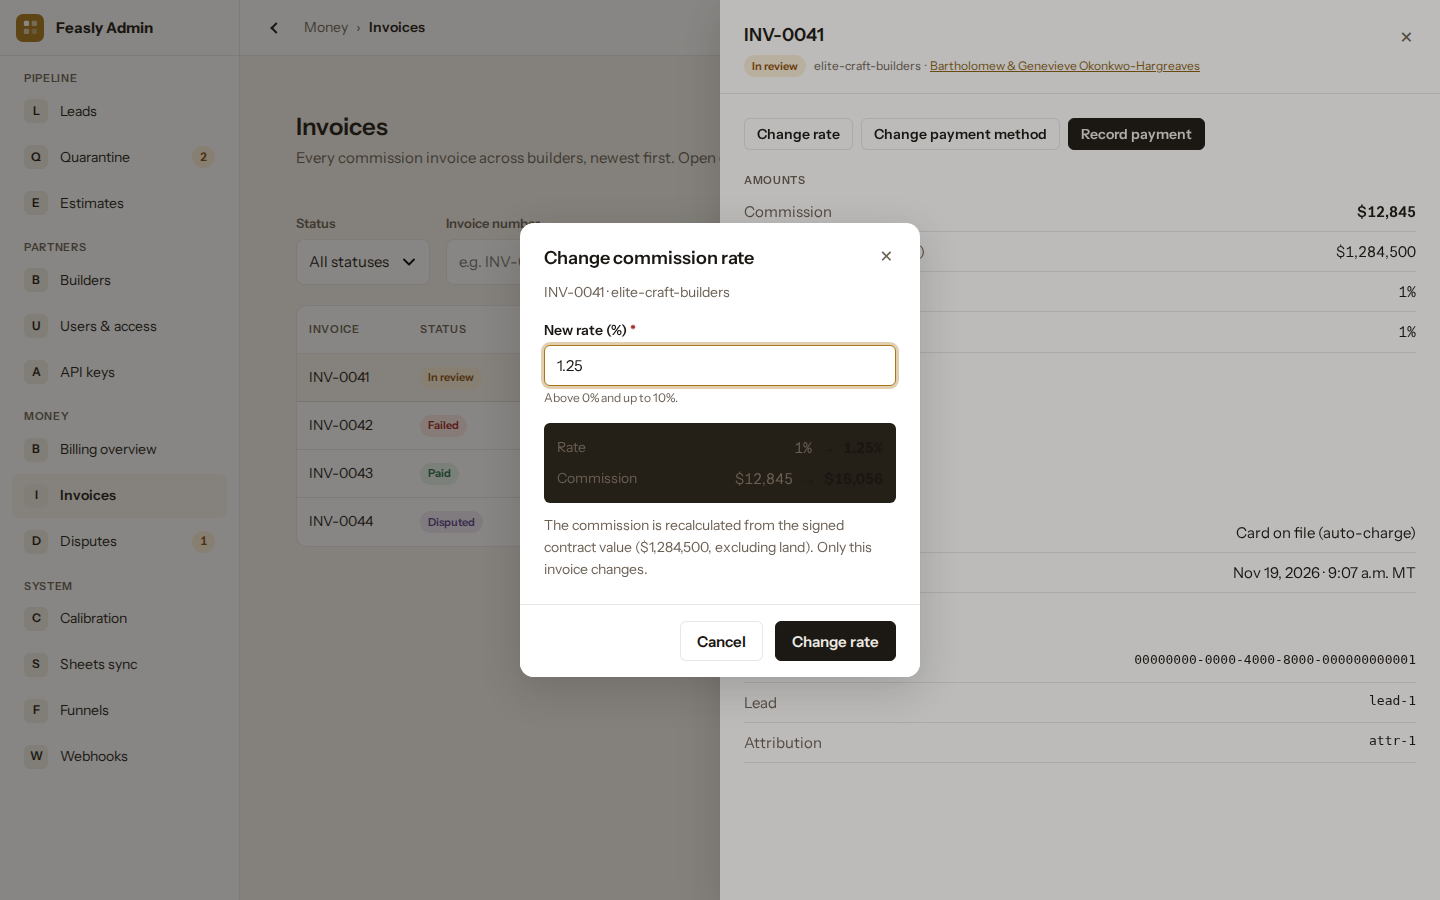 Feasly Admin
PIPELINE
L Leads
Q Quarantine 2
E Estimates
PARTNERS
B Builders
U Users & access
A API keys
MONEY
B Billing overview
I Invoices
D Disputes 1
SYSTEM
C Calibration
S Sheets sync
F Funnels
W Webhooks
Money › Invoices
Invoices
Every commission invoice across builders, newest first. Open
Status
Invoice number
All statuses
e.g. INV-
INVOICE STATUS
INV-0041 In review
INV-0042 Failed
INV-0043 Paid
INV-0044 Disputed
INV-0041
In review elite-craft-builders · Bartholomew & Genevieve Okonkwo-Hargreaves
Change rate
Change payment method
Record payment
AMOUNTS
Commission $12,845
) $1,284,500
1%
1%
Card on file (auto-charge)
Nov 19, 2026 · 9:07 a.m. MT
00000000-0000-4000-8000-000000000001
Lead lead-1
Attribution attr-1
Change commission rate
INV-0041 · elite-craft-builders
New rate (%) *
1.25
Above 0% and up to 10%.
Rate 1% → 1.25%
Commission $12,845 → $16,056
The commission is recalculated from the signed
contract value ($1,284,500, excluding land). Only this
invoice changes.
Cancel
Change rate